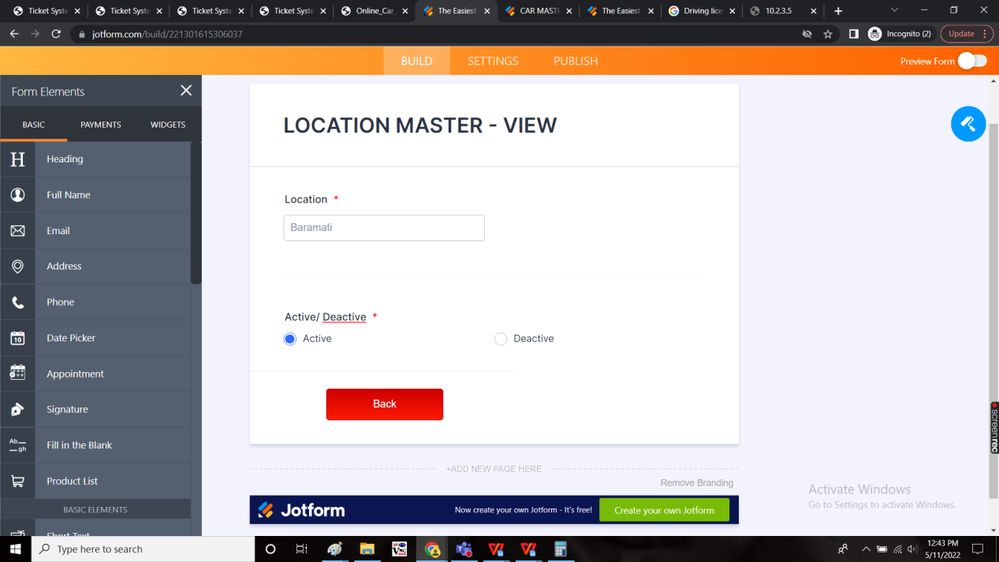 Ticket Syste
Ticket Syste
Ticket Syste
Ticket Syste
Online_Car_
The Easiest
CAR MASTE
The Easiest
Driving lice
10.2.3.5
jotform.com/build/221301615306037
Incognito (2)
Update
BUILD
SETTINGS
PUBLISH
Preview Form
Form Elements
BASIC
PAYMENTS
WIDGETS
H
Heading
Full Name
Email
Address
Phone
10
Date Picker
Appointment
Signature
Ab
gh
Fill in the Blank
Product List
BASIC ELEMENTS
Short Text
LOCATION MASTER - VIEW
Location *
Baramati
Active/ Deactive *
Active
Deactive
Back
+ADD NEW PAGE HERE
Remove Branding
Jotform
Now create your own Jotform - It's free!
Create your own Jotform
screenrec
Activate Windows
Go to Settings to activate Windows.
Type here to search
12:43 PM
5/11/2022